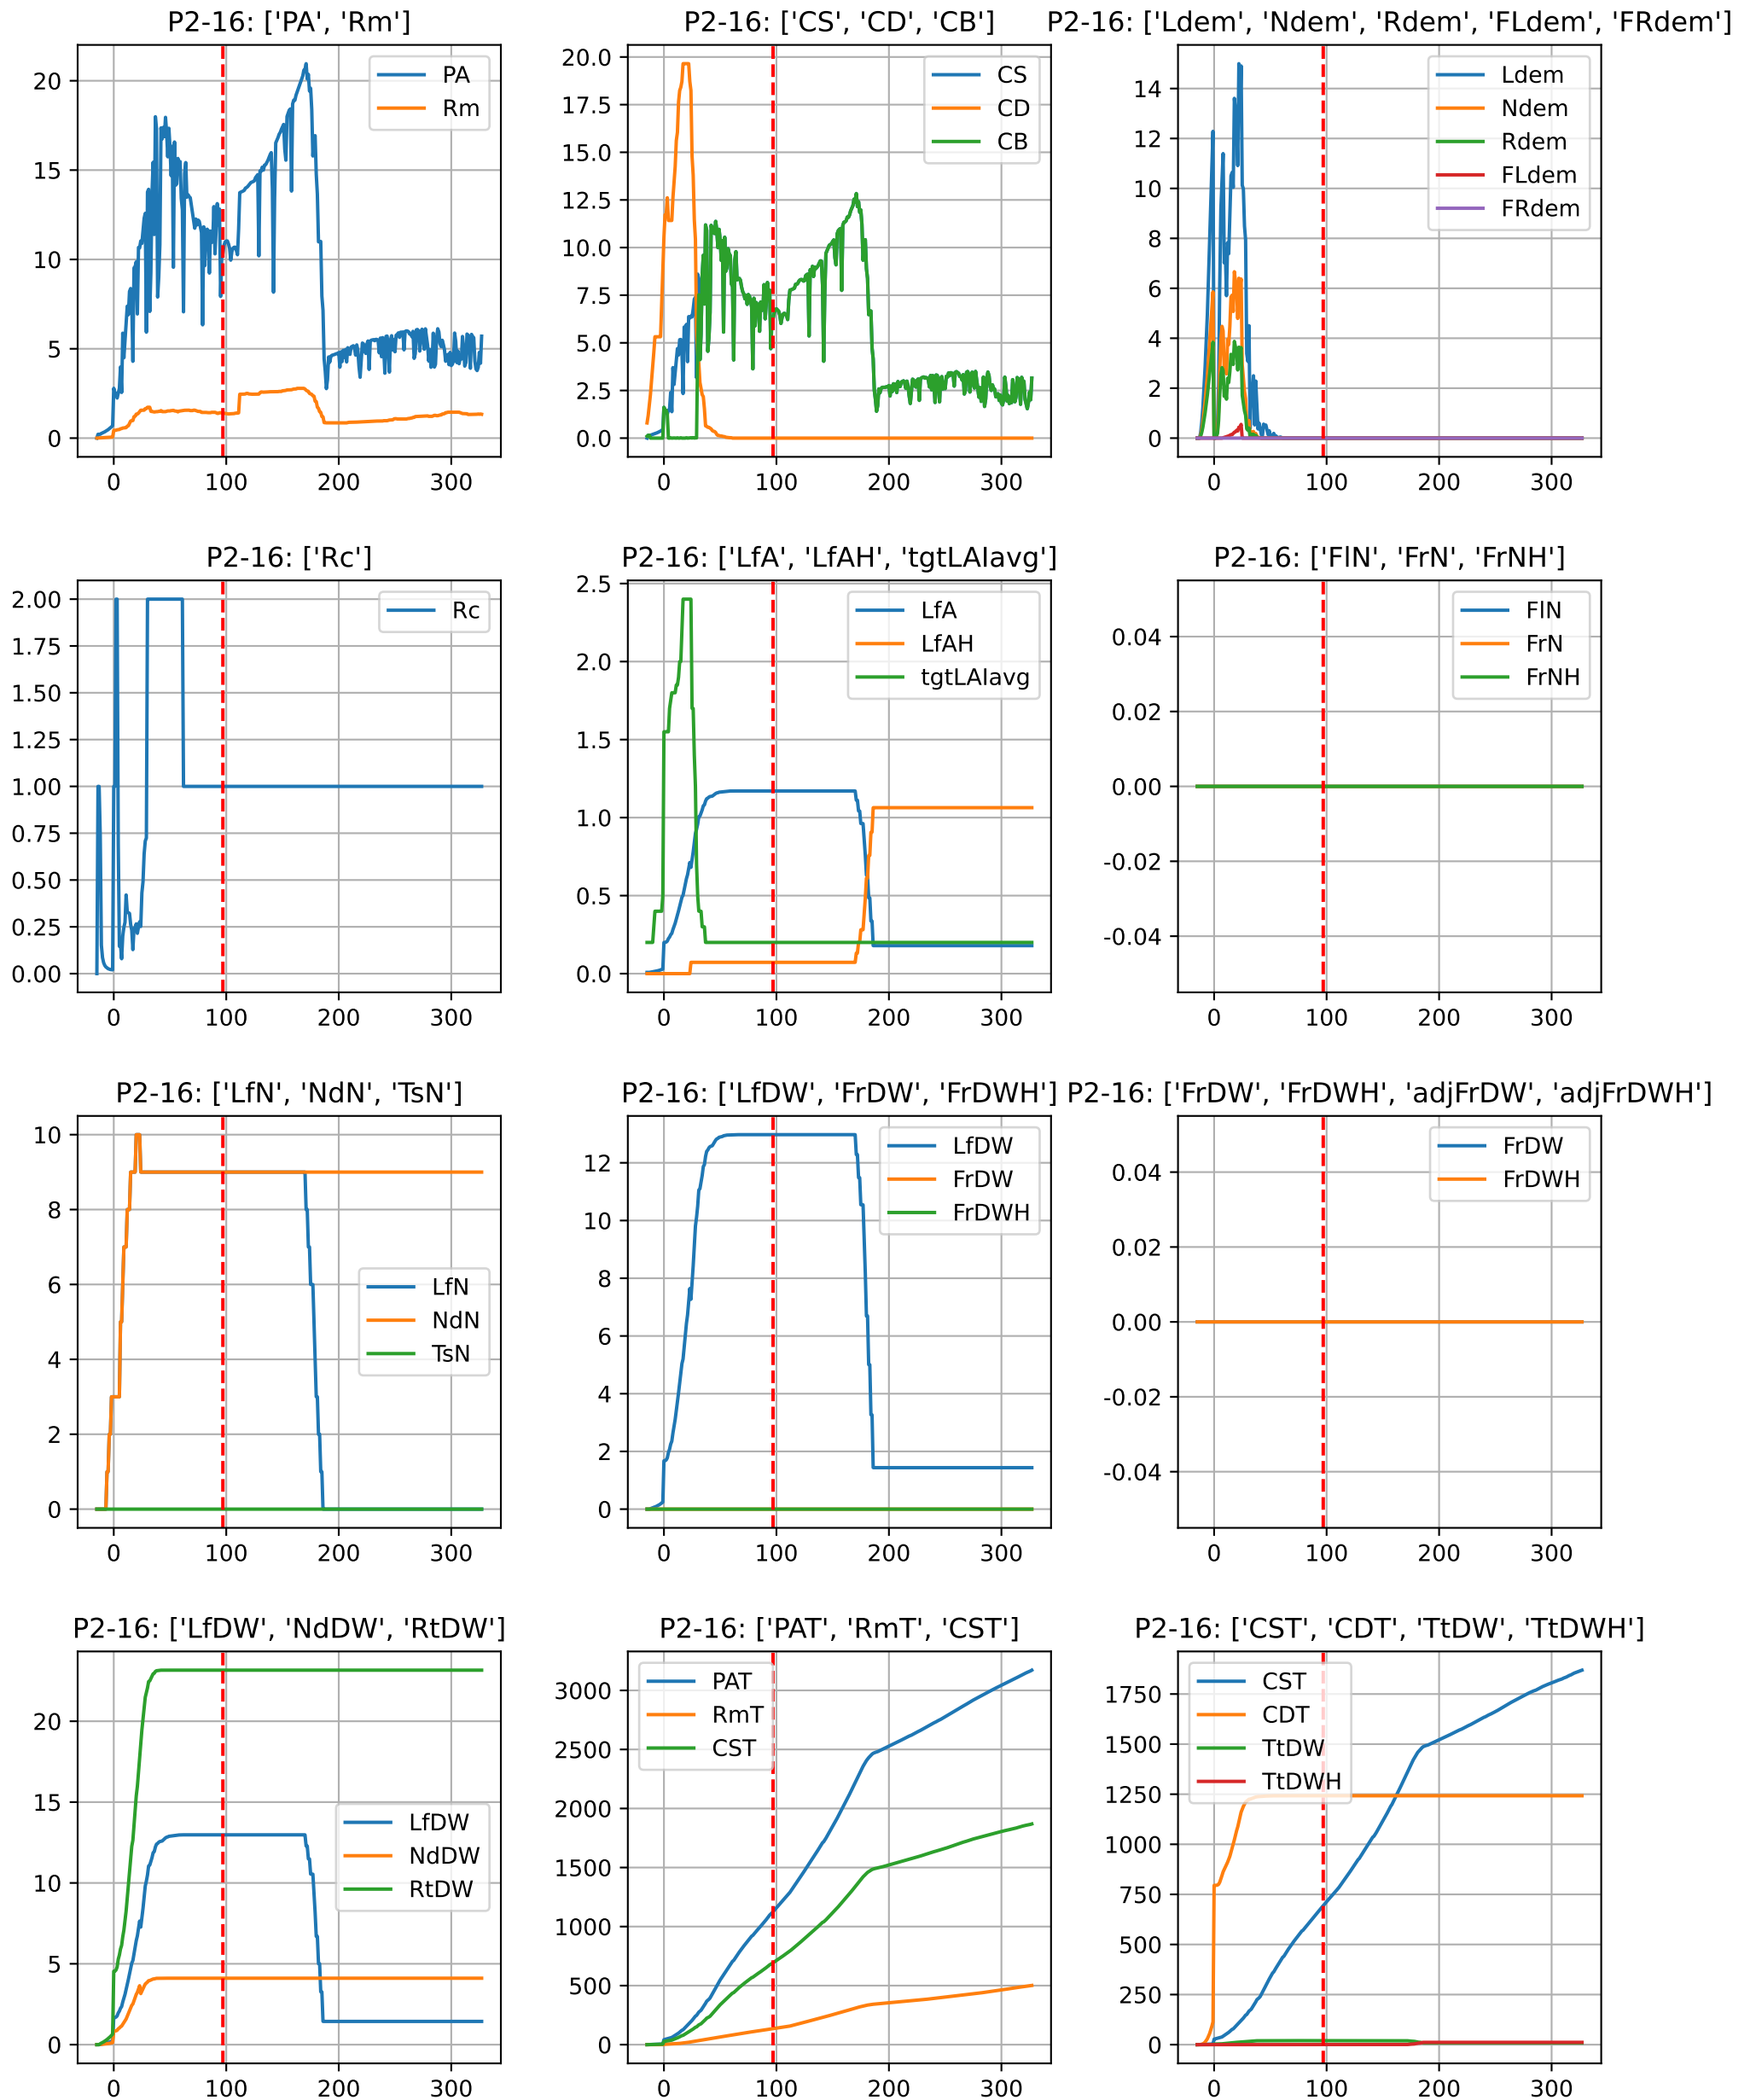 P2-16: ['PA', 'Rm']
20
15
10
5
0
0 100 200 300
PA
Rm
P2-16: ['CS', 'CD', 'CB']
20.0
17.5
15.0
12.5
10.0
7.5
5.0
2.5
0.0
0 100 200 300
CS
CD
CB
P2-16: ['Ldem', 'Ndem', 'Rdem', 'FLdem', 'FRdem']
14
12
10
8
6
4
2
0
0 100 200 300
Ldem
Ndem
Rdem
FLdem
FRdem
P2-16: ['Rc']
2.00
1.75
1.50
1.25
1.00
0.75
0.50
0.25
0.00
0 100 200 300
Rc
P2-16: ['LfA', 'LfAH', 'tgtLAIavg']
2.5
2.0
1.5
1.0
0.5
0.0
0 100 200 300
LfA
LfAH
tgtLAIavg
P2-16: ['FlN', 'FrN', 'FrNH']
0.04
0.02
0.00
-0.02
-0.04
0 100 200 300
FlN
FrN
FrNH
P2-16: ['LfN', 'NdN', 'TsN']
10
8
6
4
2
0
0 100 200 300
LfN
NdN
TsN
P2-16: ['LfDW', 'FrDW', 'FrDWH']
12
10
8
6
4
2
0
0 100 200 300
LfDW
FrDW
FrDWH
P2-16: ['FrDW', 'FrDWH', 'adjFrDW', 'adjFrDWH']
0.04
0.02
0.00
-0.02
-0.04
0 100 200 300
FrDW
FrDWH
P2-16: ['LfDW', 'NdDW', 'RtDW']
20
15
10
5
0
0 100 200 300
LfDW
NdDW
RtDW
P2-16: ['PAT', 'RmT', 'CST']
3000
2500
2000
1500
1000
500
0
0 100 200 300
PAT
RmT
CST
P2-16: ['CST', 'CDT', 'TtDW', 'TtDWH']
1750
1500
1250
1000
750
500
250
0
0 100 200 300
CST
CDT
TtDW
TtDWH